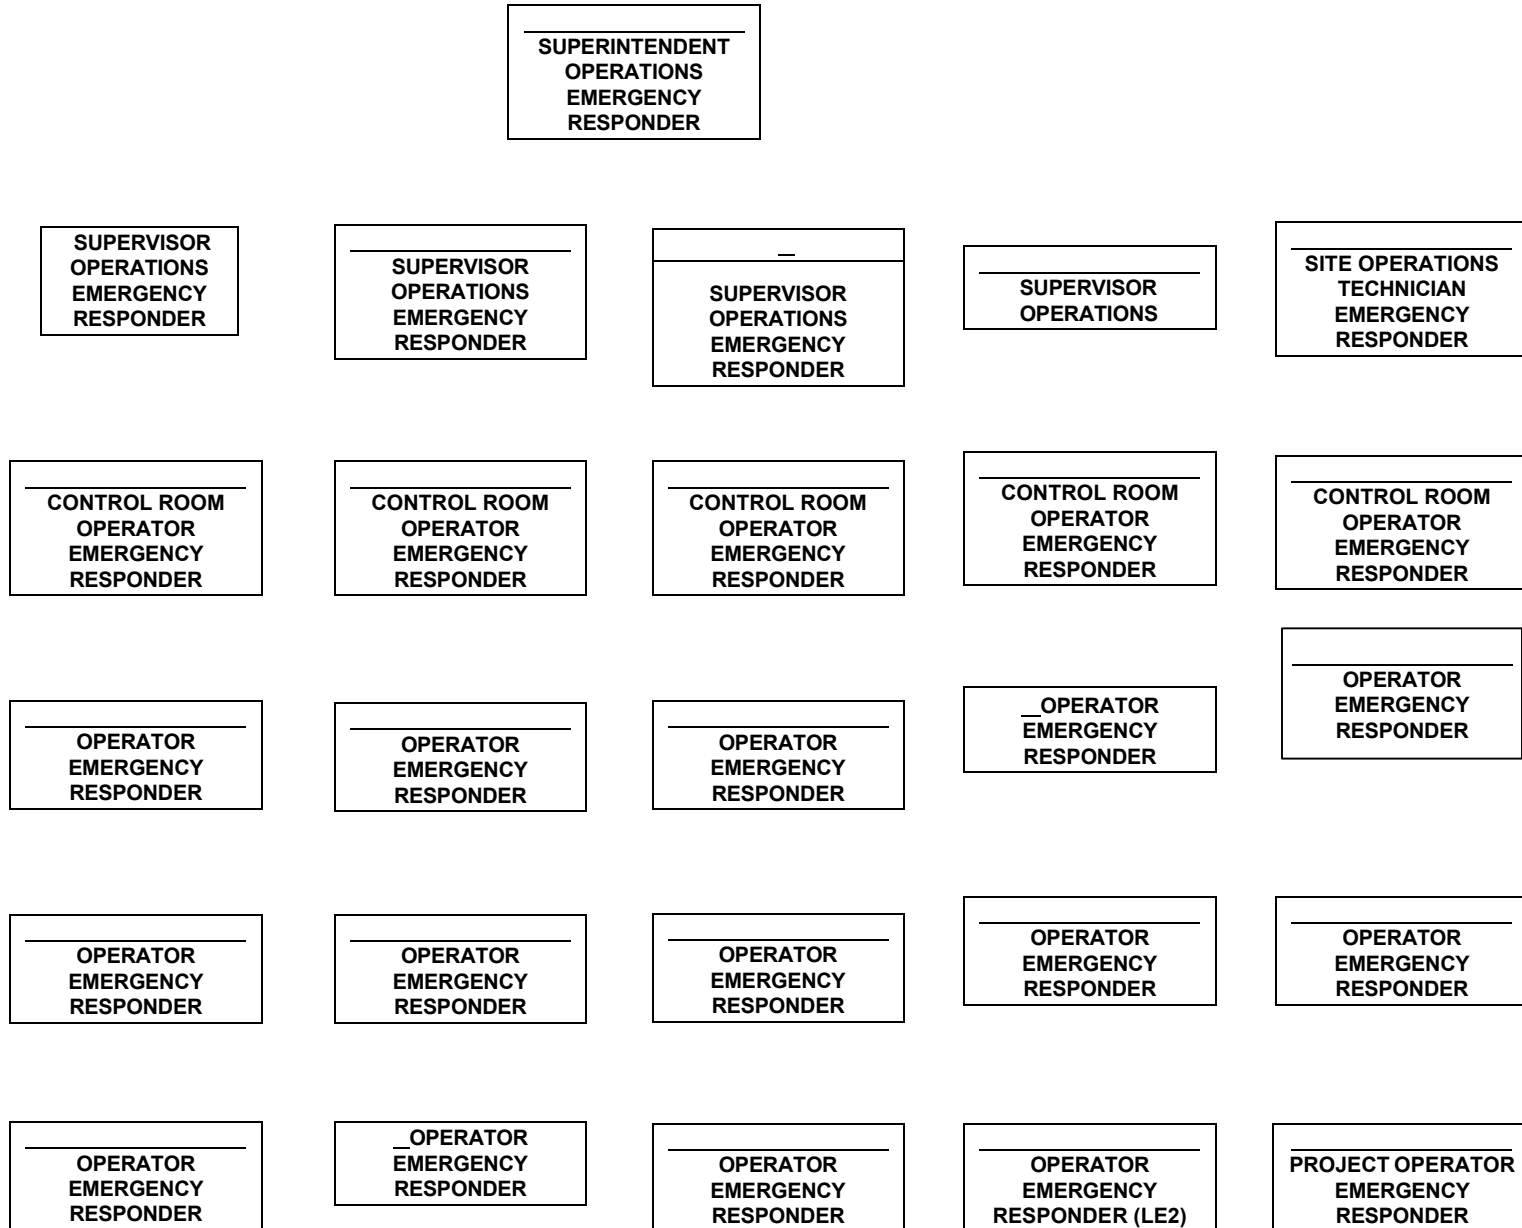 SUPERINTENDENT
OPERATIONS
EMERGENCY
RESPONDER
SUPERVISOR
OPERATIONS
EMERGENCY
RESPONDER
SUPERVISOR
OPERATIONS
EMERGENCY
RESPONDER
SUPERVISOR
OPERATIONS
EMERGENCY
RESPONDER
SUPERVISOR
OPERATIONS
SITE OPERATIONS
TECHNICIAN
EMERGENCY
RESPONDER
CONTROL ROOM
OPERATOR
EMERGENCY
RESPONDER
CONTROL ROOM
OPERATOR
EMERGENCY
RESPONDER
CONTROL ROOM
OPERATOR
EMERGENCY
RESPONDER
CONTROL ROOM
OPERATOR
EMERGENCY
RESPONDER
CONTROL ROOM
OPERATOR
EMERGENCY
RESPONDER
OPERATOR
EMERGENCY
RESPONDER
OPERATOR
EMERGENCY
RESPONDER
OPERATOR
EMERGENCY
RESPONDER
_OPERATOR
EMERGENCY
RESPONDER
OPERATOR
EMERGENCY
RESPONDER
OPERATOR
EMERGENCY
RESPONDER
OPERATOR
EMERGENCY
RESPONDER
OPERATOR
EMERGENCY
RESPONDER
OPERATOR
EMERGENCY
RESPONDER
OPERATOR
EMERGENCY
RESPONDER
OPERATOR
EMERGENCY
RESPONDER
_OPERATOR
EMERGENCY
RESPONDER
OPERATOR
EMERGENCY
RESPONDER
OPERATOR
EMERGENCY
RESPONDER (LE2)
PROJECT OPERATOR
EMERGENCY
RESPONDER